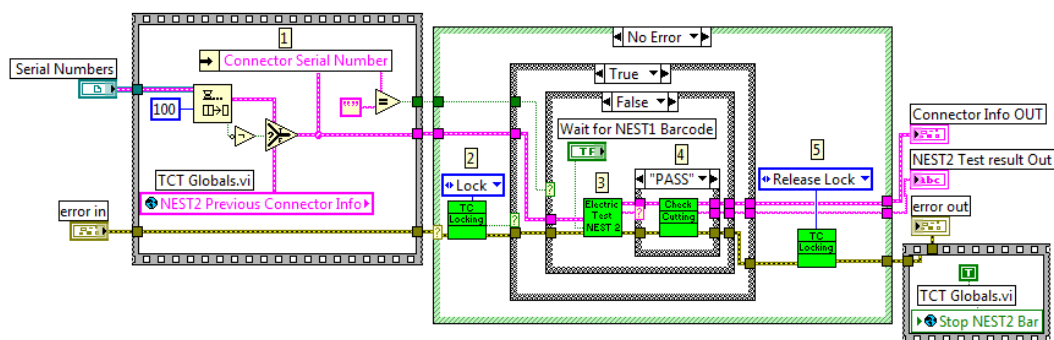 1
No Error
Connector Serial Number
Serial Numbers
True
100
""
=
False
Connector Info OUT
Wait for NEST1 Barcode
TF
2
4
5
NEST2 Test result Out
abc
TCT Globals.vi
Lock
3
"PASS"
Release Lock
NEST2 Previous Connector Info
Electric
Test
NEST 2
Check
Cutting
error in
TC
Locking
error out
TC
Locking
T
TCT Globals.vi
Stop NEST2 Bar